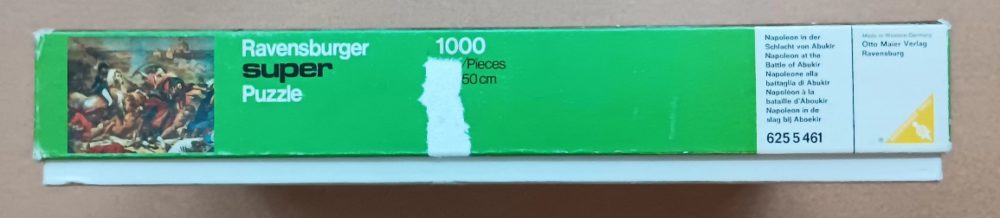 Ravensburger
super
Puzzle
1000
/Pieces
50 cm
Napoleon in der
Schlacht von Abukir
Napoleon at the
Battle of Abukir
Napoleone alla
battaglia di Abukir
Napoléon à la
bataille d'Aboukir
Napoleon in de
slag bij Aboekir
625 5 461
Made in Western-Germany
Otto Maier Verlag
Ravensburg